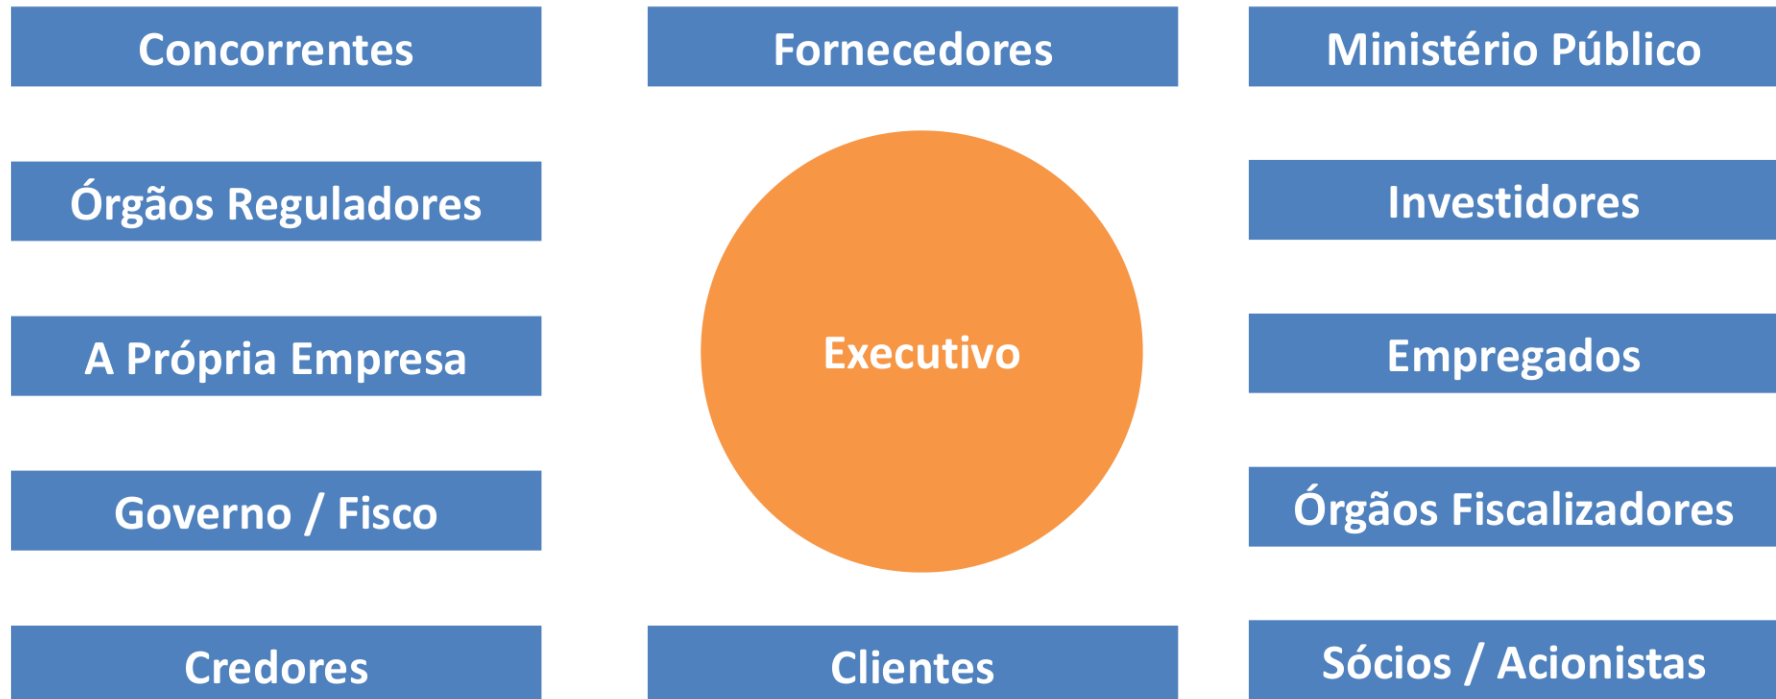 Concorrentes
Fornecedores
Ministério Público
Órgãos Reguladores
Investidores
A Própria Empresa
Executivo
Empregados
Governo / Fisco
Órgãos Fiscalizadores
Credores
Clientes
Sócios / Acionistas